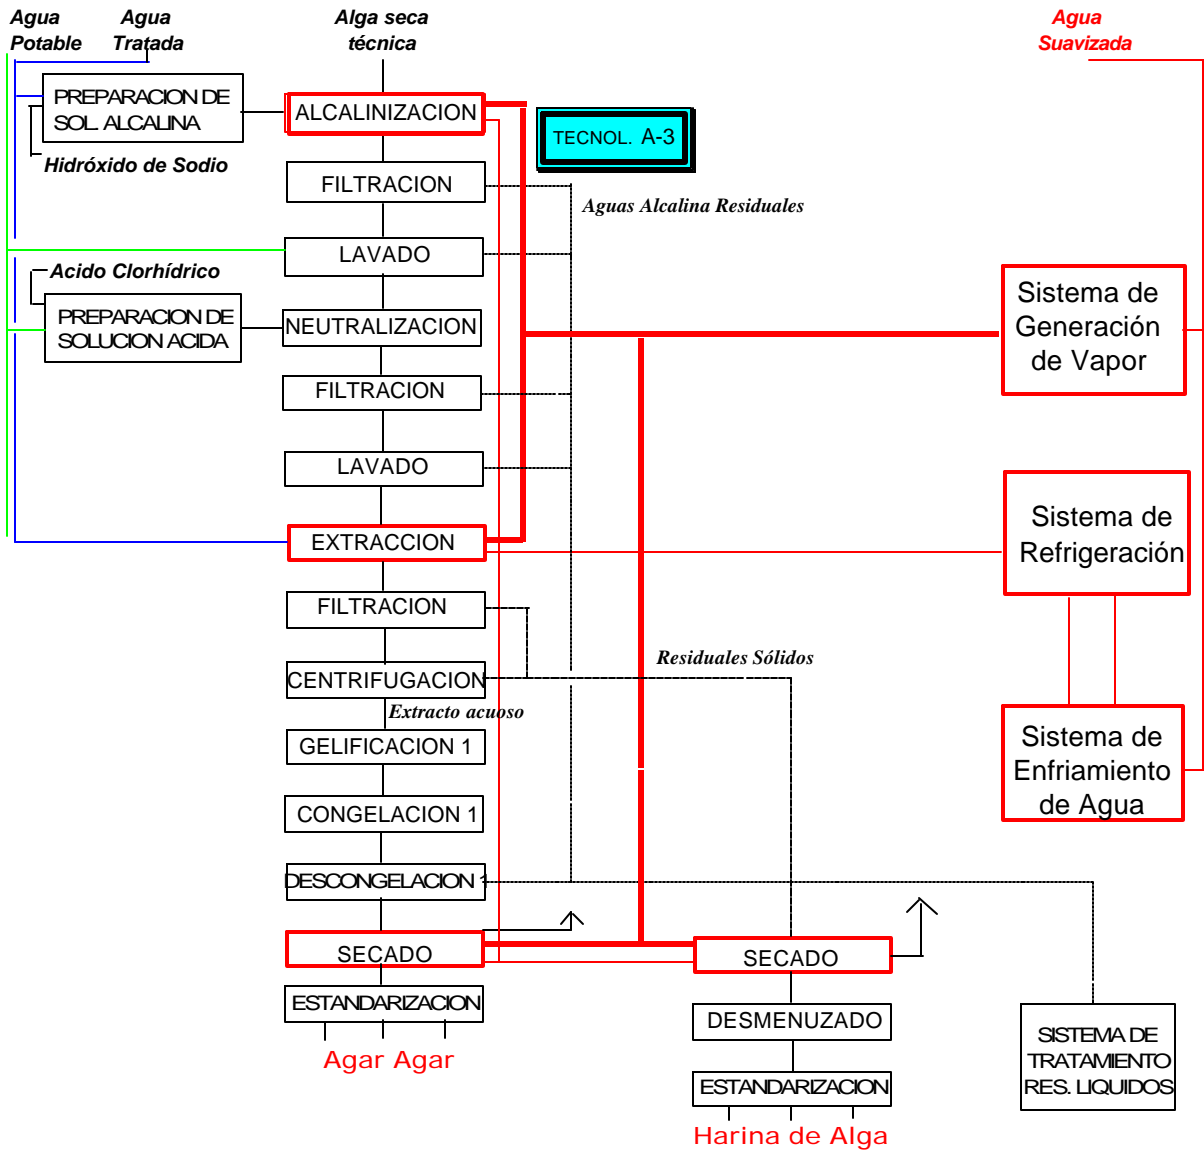 Agua
Potable
Agua
Tratada
Alga seca
técnica
Agua
Suavizada
PREPARACION DE
SOL. ALCALINA
ALCALINIZACION
TECNOL. A-3
Hidróxido de Sodio
FILTRACION
Aguas Alcalina Residuales
LAVADO
Acido Clorhídrico
PREPARACION DE
SOLUCION ACIDA
NEUTRALIZACION
Sistema de
Generación
de Vapor
FILTRACION
LAVADO
EXTRACCION
Sistema de
Refrigeración
FILTRACION
CENTRIFUGACION
Residuales Sólidos
Extracto acuoso
GELIFICACION 1
Sistema de
Enfriamiento
de Agua
CONGELACION 1
DESCONGELACION 1
SECADO
SECADO
ESTANDARIZACION
Agar Agar
DESMENUZADO
SISTEMA DE
TRATAMIENTO
RES. LIQUIDOS
ESTANDARIZACION
Harina de Alga